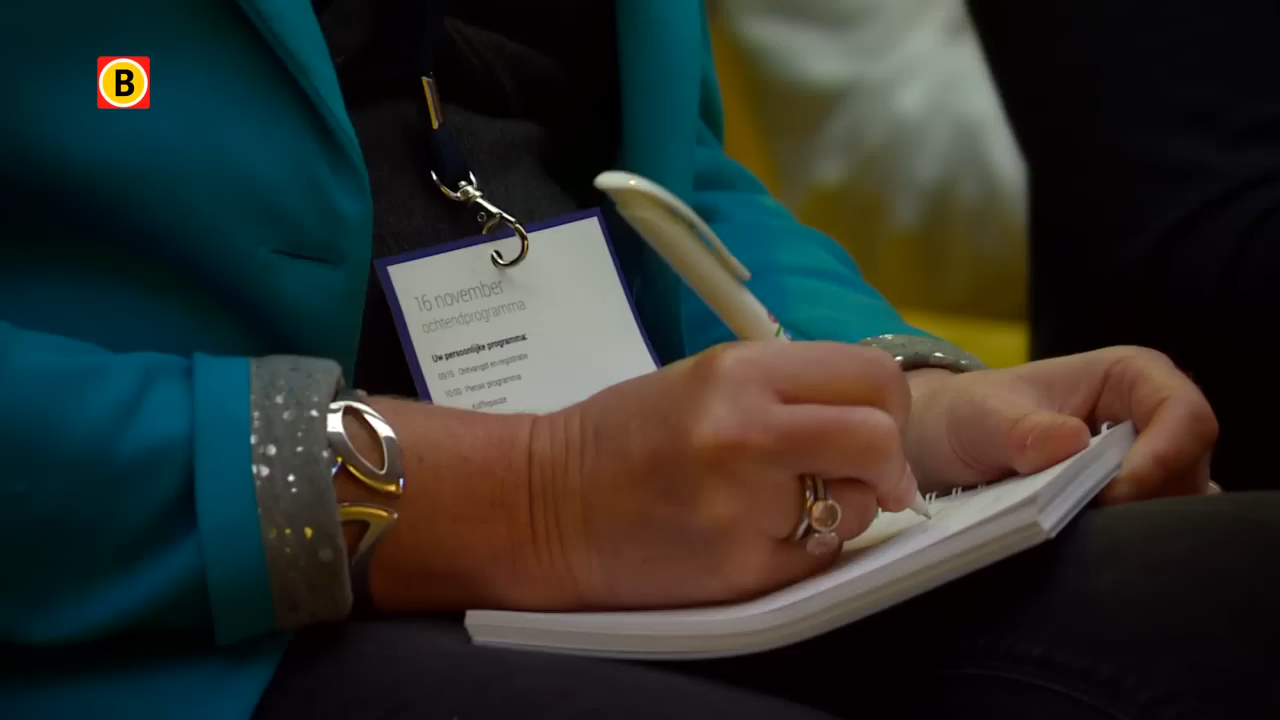 B
16 november
ochtendprogramma
Uw persoonlijke programma:
09:15 Ontvangst en registratie
10:00 Plenair programma
koffiepauze